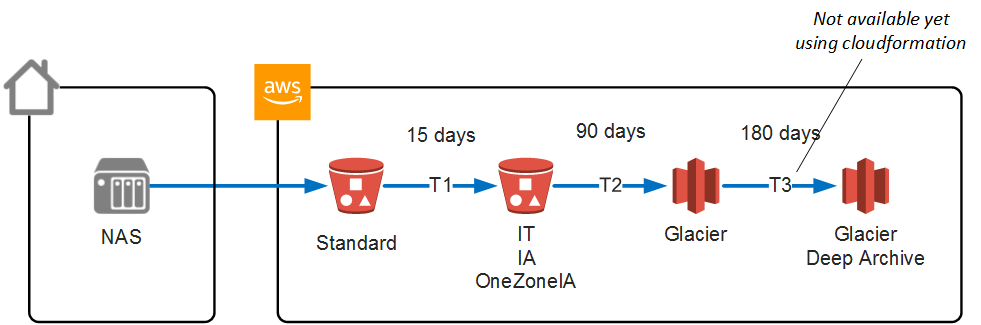 Not available yet
using cloudformation
aws
15 days
90 days
180 days
T1
T2
T3
NAS
Standard
IT
IA
OneZoneIA
Glacier
Glacier
Deep Archive